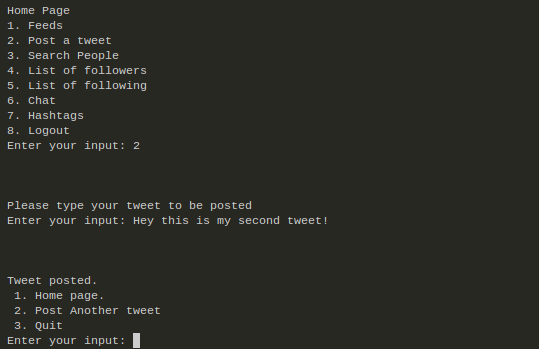 Home Page
1. Feeds
2. Post a tweet
3. Search People
4. List of followers
5. List of following
6. Chat
7. Hashtags
8. Logout
Enter your input: 2
Please type your tweet to be posted
Enter your input: Hey this is my second tweet!
Tweet posted.
1. Home page.
2. Post Another tweet
3. Quit
Enter your input: